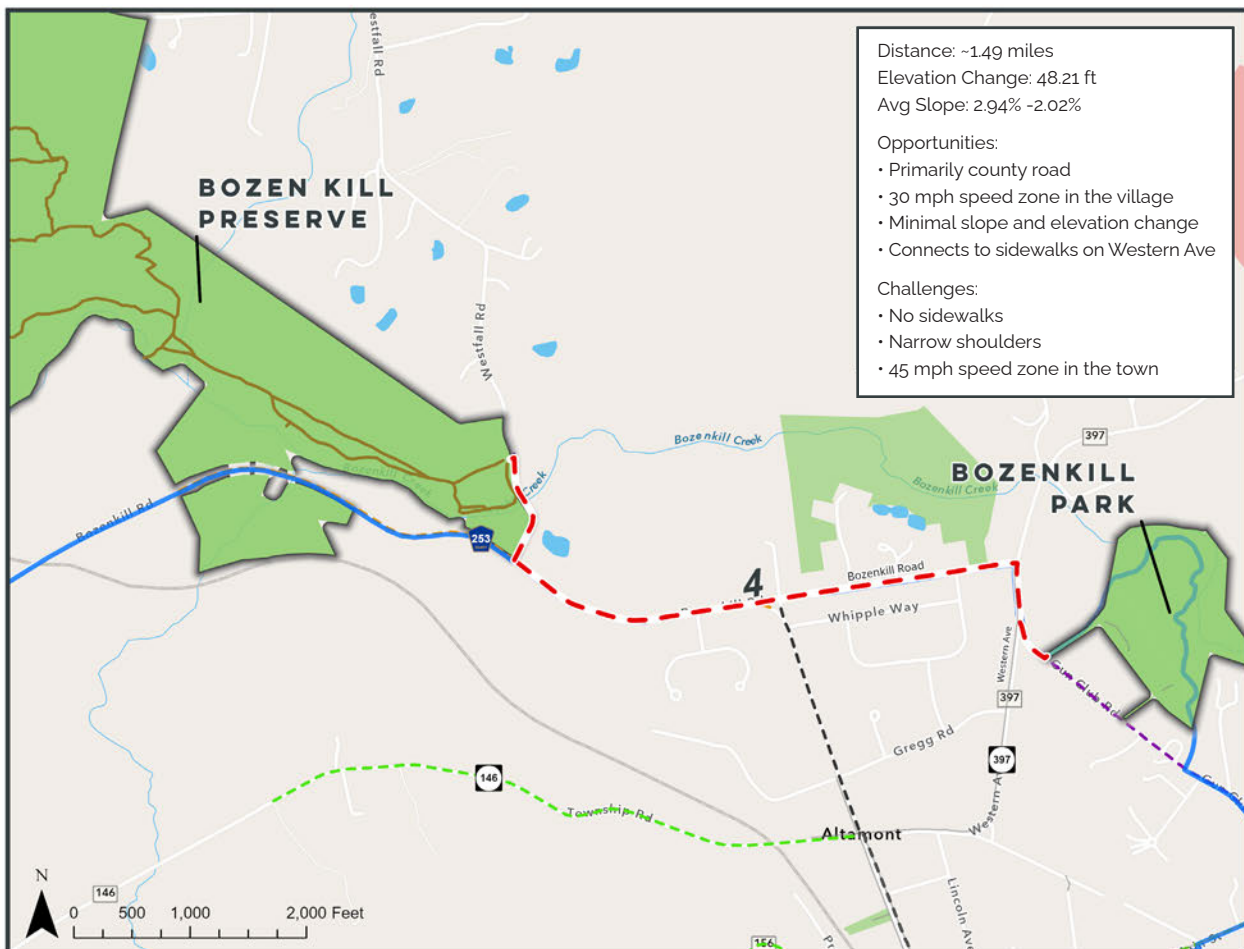 estfall Rd
Distance: ~1.49 miles
Elevation Change: 48.21 ft
Avg Slope: 2.94% -2.02%
Opportunities:
• Primarily county road
• 30 mph speed zone in the village
• Minimal slope and elevation change
• Connects to sidewalks on Western Ave
Challenges:
• No sidewalks
• Narrow shoulders
• 45 mph speed zone in the town
BOZEN KILL
PRESERVE
Westfall Rd
Bozenkill Creek
397
BOZENKILL
PARK
Bozenkill Creek
Bozenkill Creek
Creek
Bozenkill Rd
253
4
Bozenkill Road
Whipple Way
Western Ave
Gun Club Rd
397
Gregg Rd
397
146
Township Rd
Western A
Gun Cl
Altamont
Lincoln Ave
146
N
0 500 1,000 2,000 Feet
156